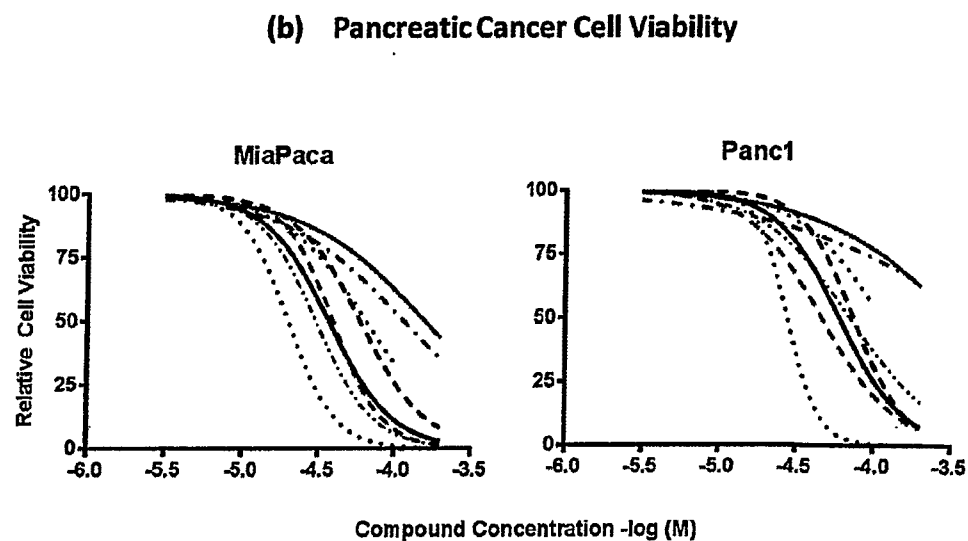 (b) Pancreatic Cancer Cell Viability
MiaPaca
Relative Cell Viability
100
75
50
25
0
-6.0 -5.5 -5.0 -4.5 -4.0 -3.5
Panc1
100
75
50
25
0
-6.0 -5.5 -5.0 -4.5 -4.0 -3.5
Compound Concentration -log (M)